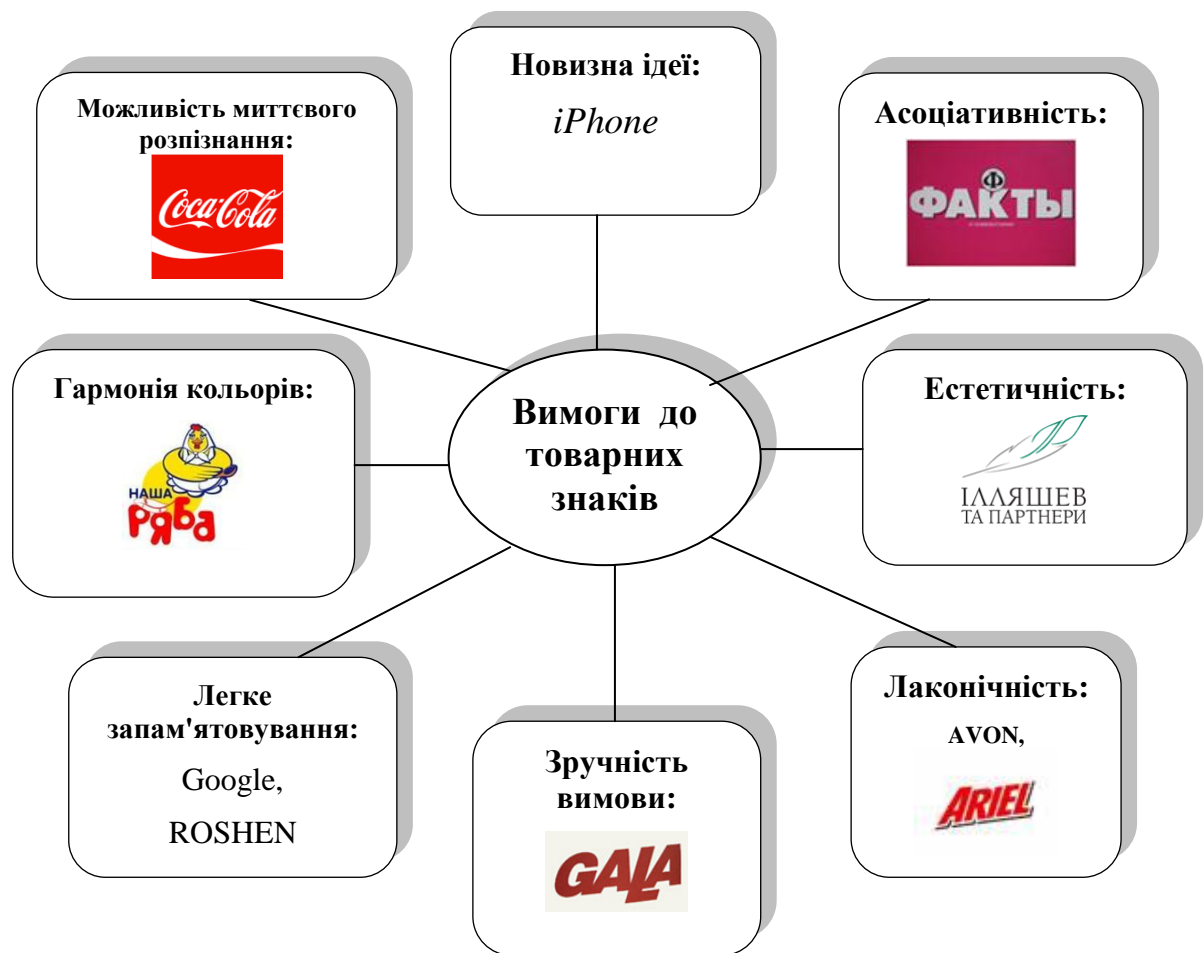 Новизна ідеї:
iPhone
Можливість миттєвого
розпізнання:
Coca-Cola
Асоціативність:
ФАКТЫ
Гармонія кольорів:
НАША
РЯБА
Вимоги до
товарних
знаків
Естетичність:
ІЛЛЯШЕВ
ТА ПАРТНЕРИ
Легке
запам'ятовування:
Google,
ROSHEN
Зручність
вимови:
GALA
Лаконічність:
AVON,
ARIEL